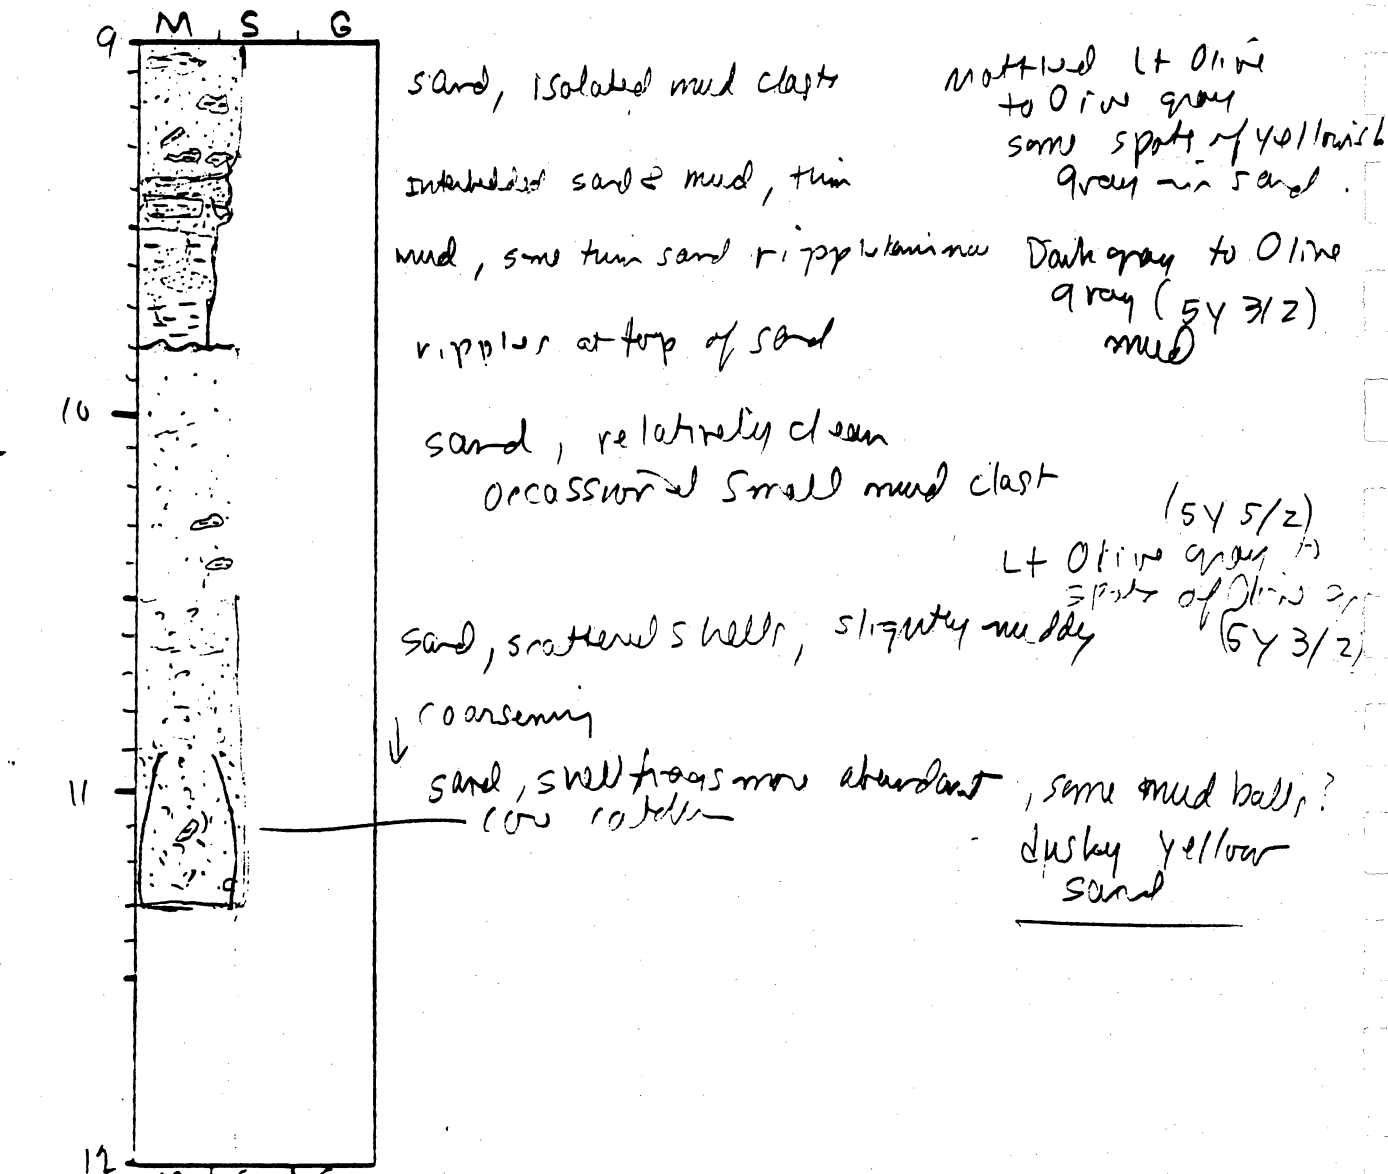 M S G
9
sand, isolated mud clasts
Mottled Lt Olive
to Olive gray
some spots of yellowish
gray in sand.
Interbedded sand & mud, thin
mud, some thin sand ripple laminae
Dark gray to Olive
gray (5Y 3/2)
mud
ripples at top of sand
10
sand, relatively clean
occassional small mud clast
(5Y 5/2)
Lt Olive gray
spots of Olive
(5Y 3/2)
sand, scattered shells, slightly muddy
↓ coarsening
11
sand, shell frags more abundant, some mud balls?
core catcher
dusky yellow
sand
12